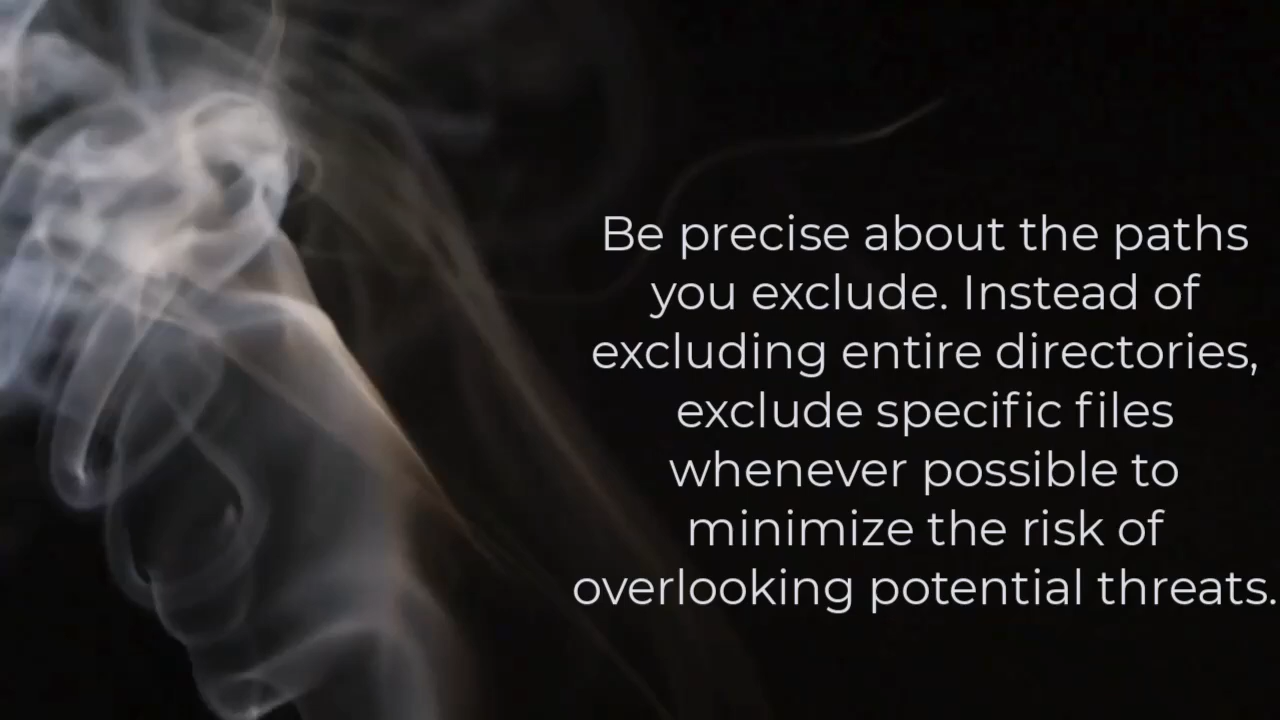 Be precise about the paths
you exclude. Instead of
excluding entire directories,
exclude specific files
whenever possible to
minimize the risk of
overlooking potential threats.